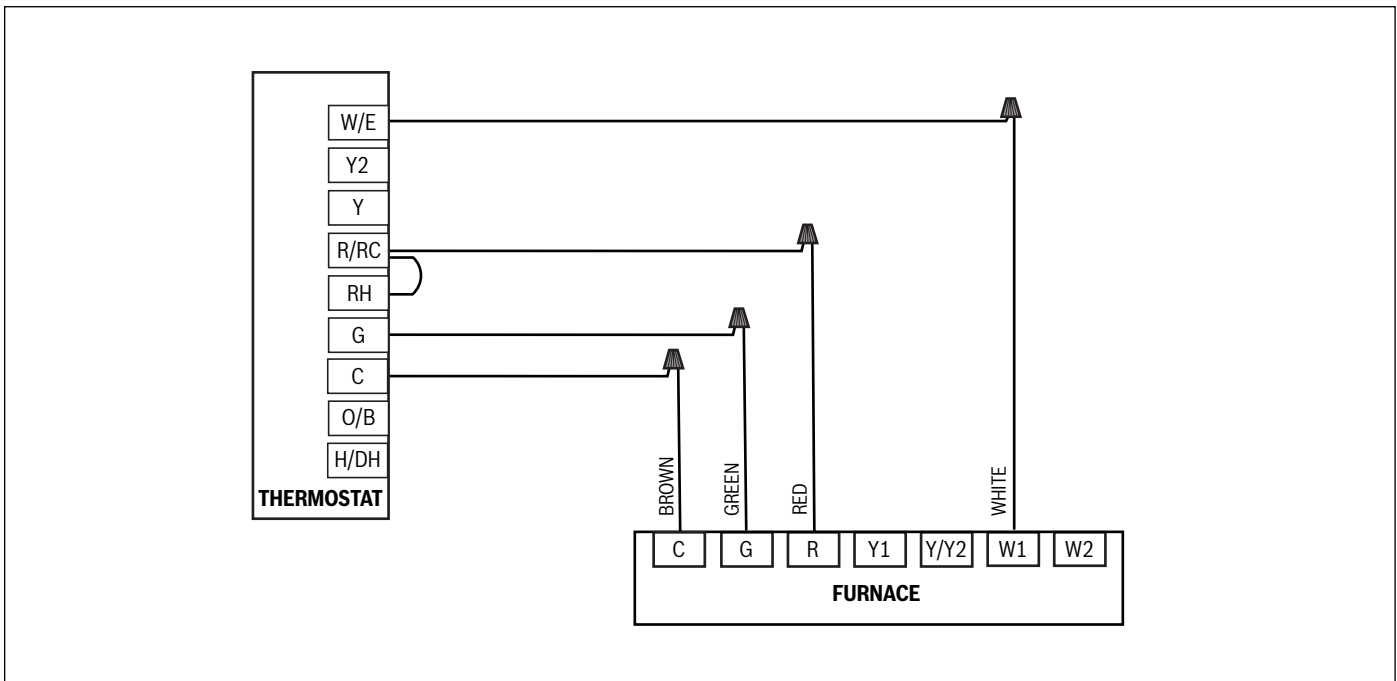 W/E
Y2
Y
R/RC
RH
G
C
O/B
H/DH
THERMOSTAT
BROWN
GREEN
RED
WHITE
C G R Y1 Y/Y2 W1 W2
FURNACE